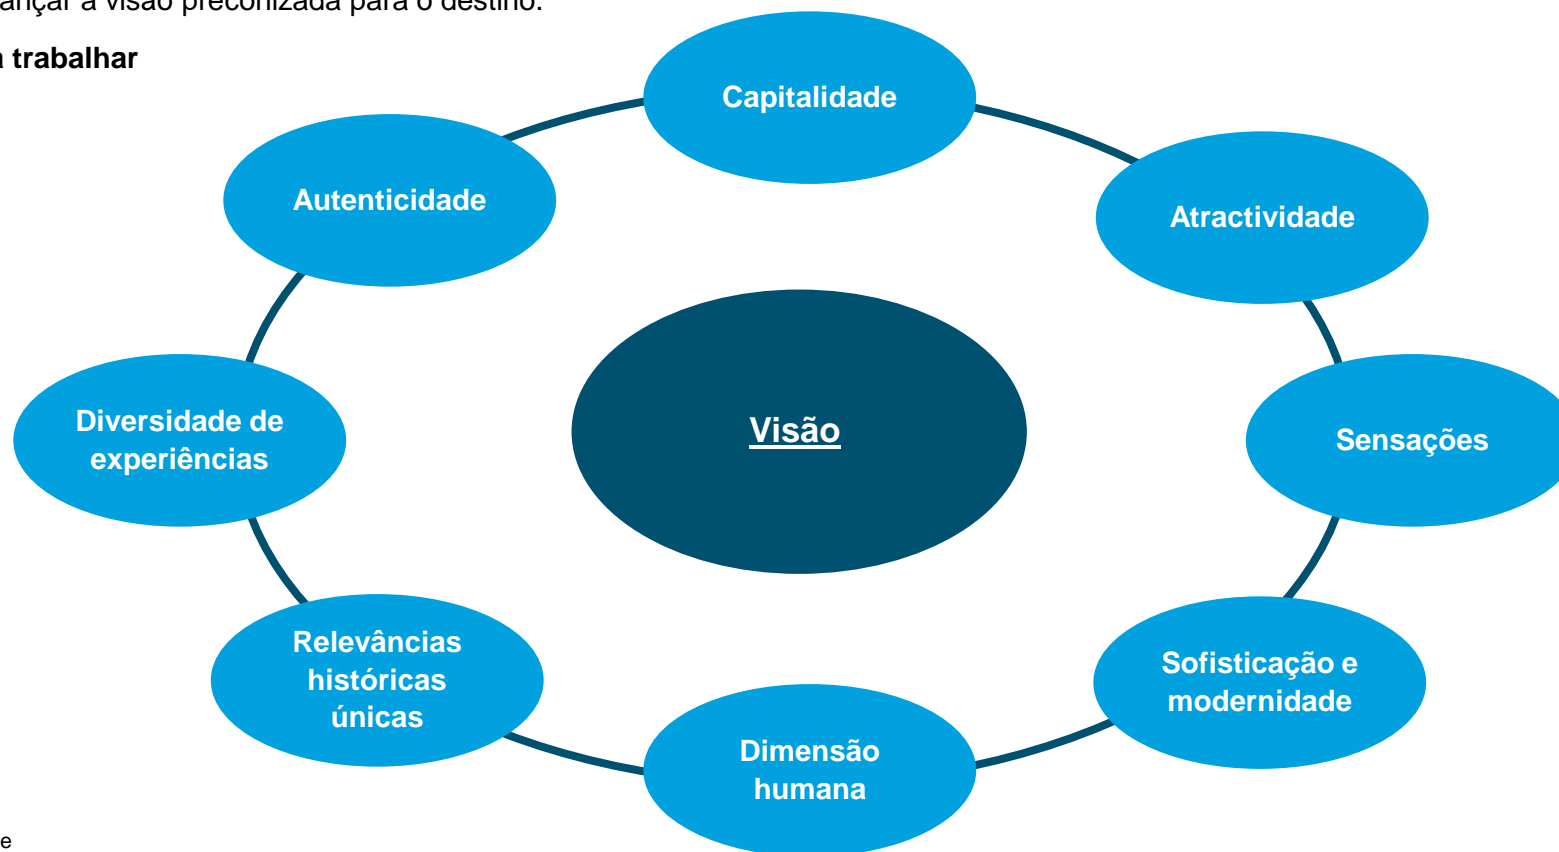 ançar a visão preconizada para o destino.
a trabalhar
Capitalidade
Autenticidade
Atractividade
Diversidade de
experiências
Visão
Sensações
Relevâncias
históricas
únicas
Sofisticação e
modernidade
Dimensão
humana
e